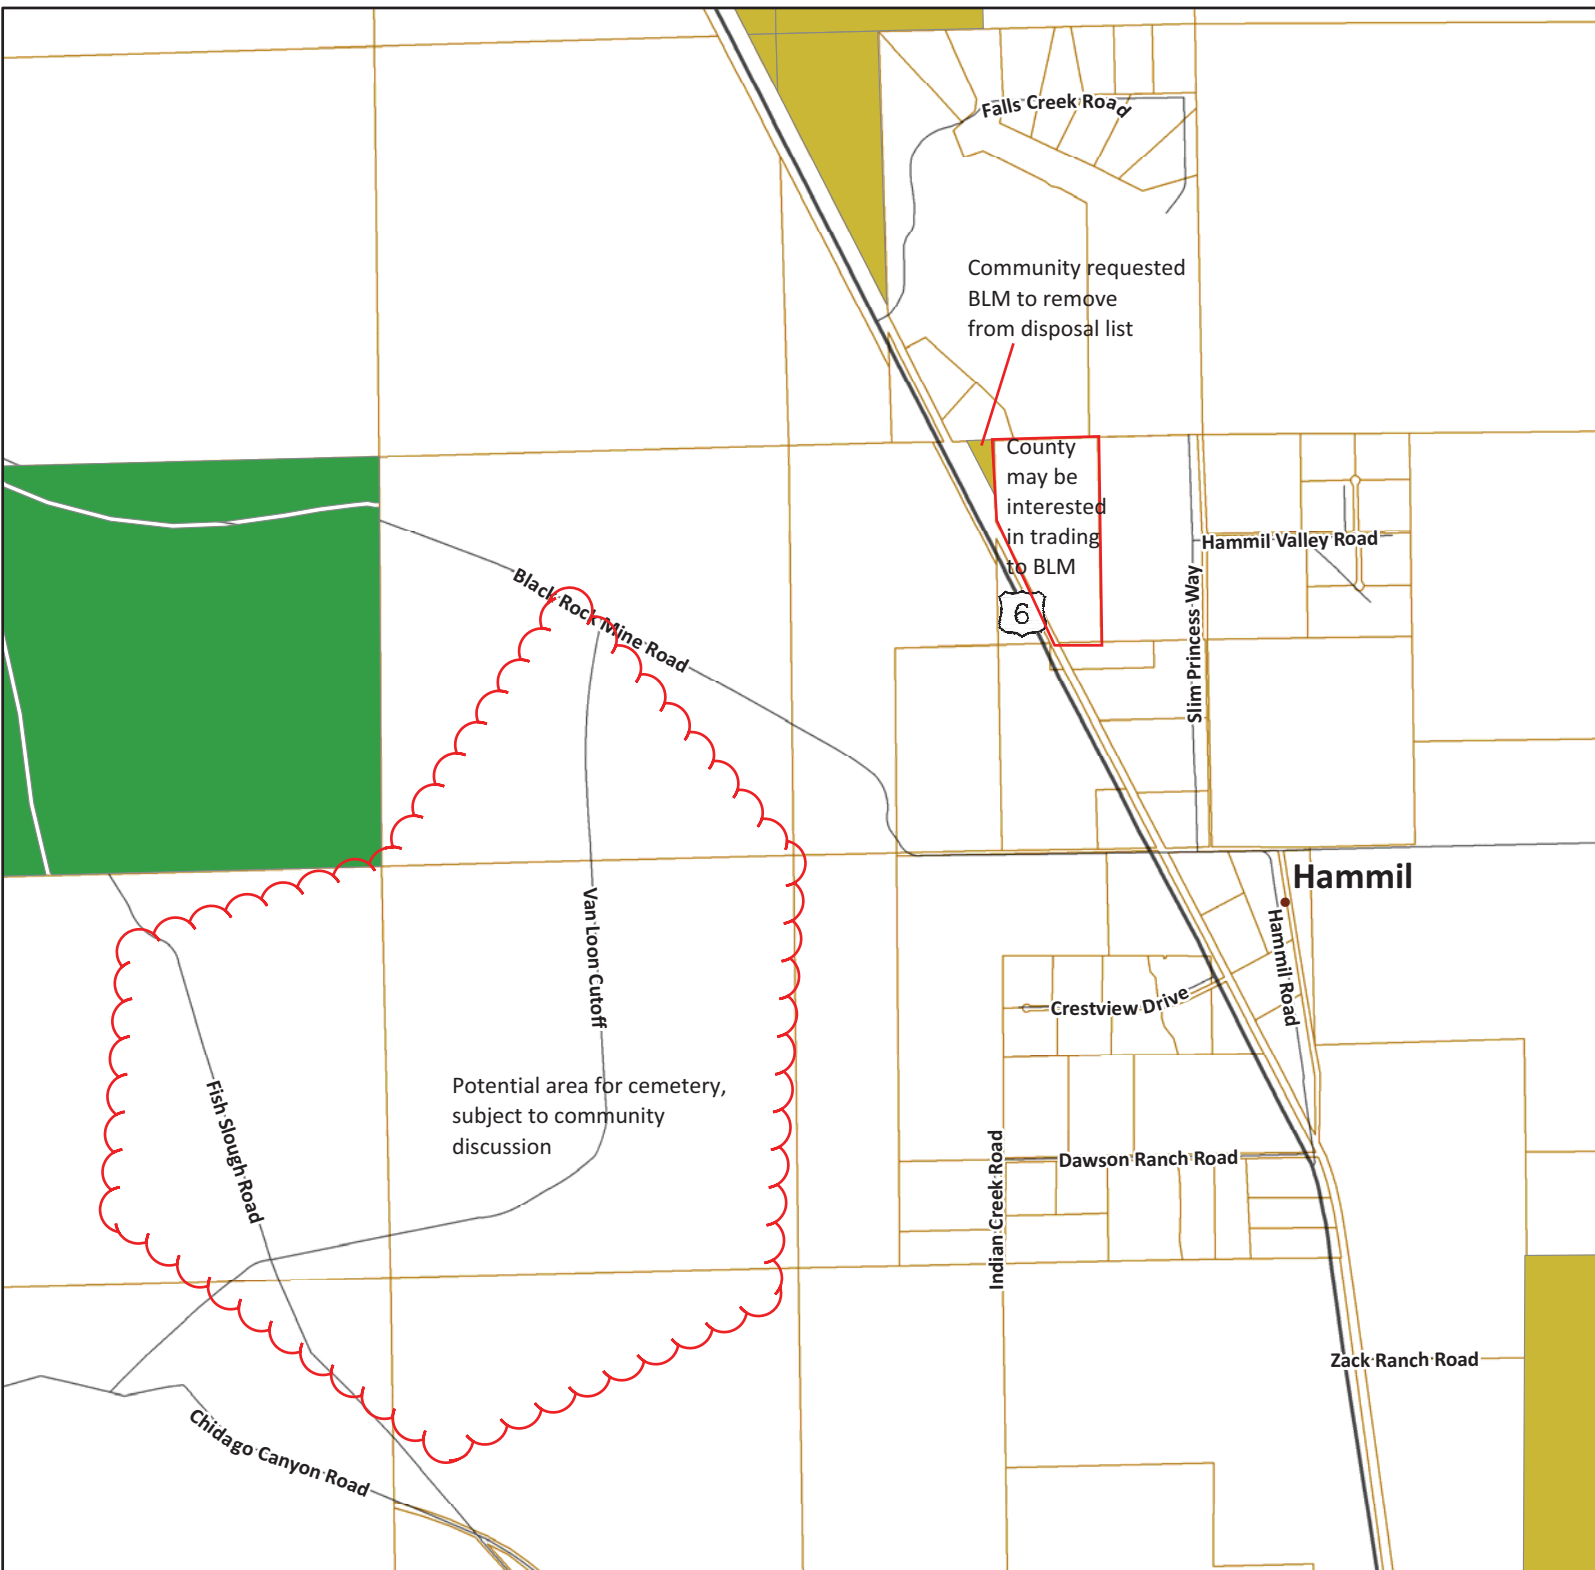 Falls Creek Road
Community requested
BLM to remove
from disposal list
County
may be
interested
in trading
to BLM
Hammil Valley Road
Black Rock Mine Road
6
Slim Princess Way
Hammil
Van Loon Cutoff
Hammil Road
Crestview Drive
Potential area for cemetery,
subject to community
discussion
Fish Slough Road
Indian Creek Road
Dawson Ranch Road
Zack Ranch Road
Chidago Canyon Road